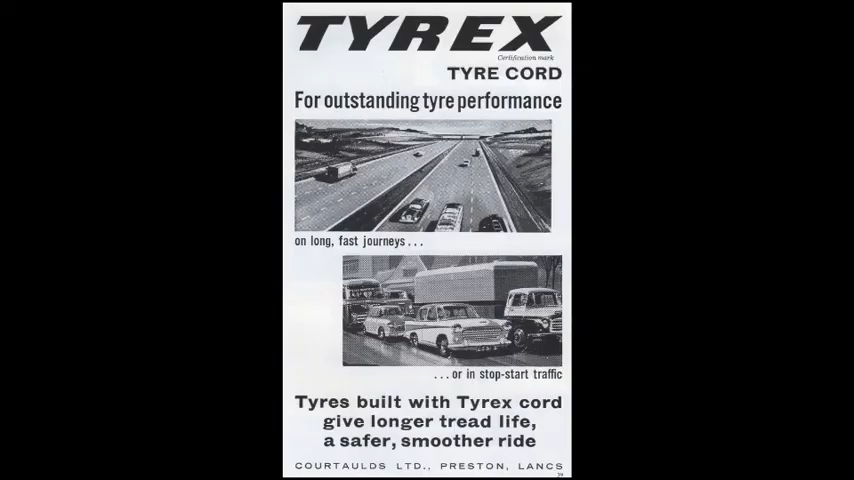 TYREX
Certification mark
TYRE CORD
For outstanding tyre performance
on long, fast journeys...
...or in stop-start traffic
Tyres built with Tyrex cord
give longer tread life,
a safer, smoother ride
COURTAULDS LTD., PRESTON, LANCS